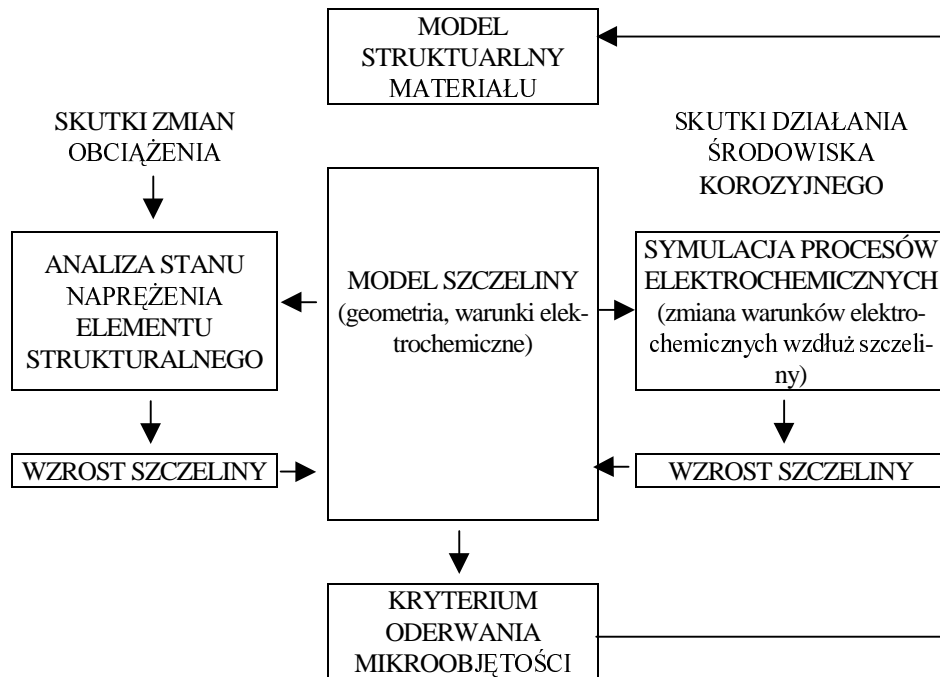 MODEL
STRUKTUARLNY
MATERIAŁU
SKUTKI ZMIAN
OBCIĄŻENIA
SKUTKI DZIAŁANIA
ŚRODOWISKA
KOROZYJNEGO
ANALIZA STANU
NAPRĘŻENIA
ELEMENTU
STRUKTURALNEGO
MODEL SZCZELINY
(geometria, warunki elek-
trochemiczne)
SYMULACJA PROCESÓW
ELEKTROCHEMICZNYCH
(zmiana warunków elektro-
chemicznych wzdłuż szczeli-
ny)
WZROST SZCZELINY
WZROST SZCZELINY
KRYTERIUM
ODERWANIA
MIKROOBJĘTOŚCI